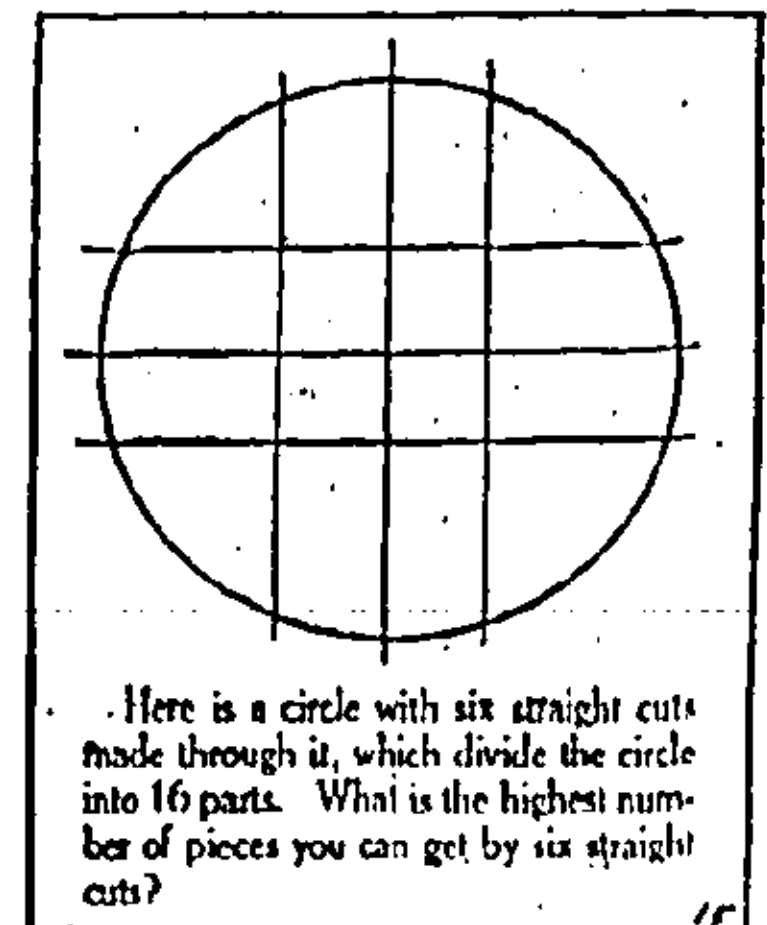 Here is a circle with six straight cuts
made through it, which divide the circle
into 16 parts. What is the highest num-
ber of pieces you can get by six straight
cuts?